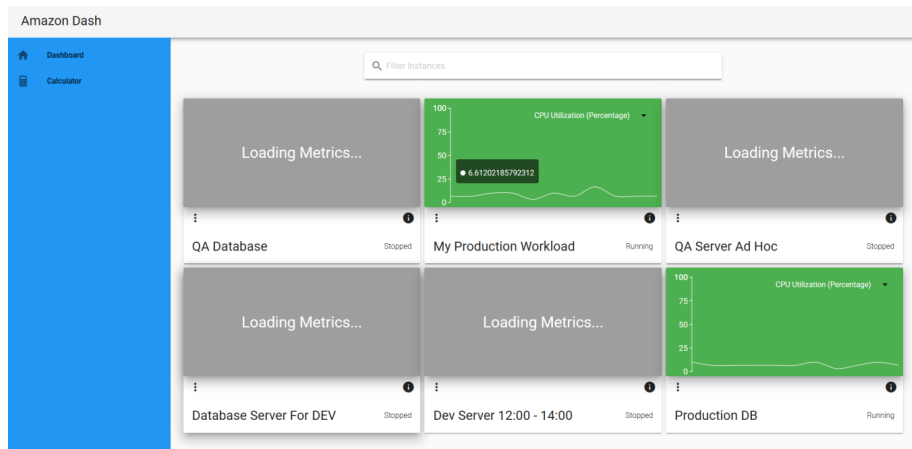 Amazon Dash
Dashboard
Calculator
Filter Instances
Loading Metrics...
QA Database
Stopped
100
75
50
25
0
CPU Utilization (Percentage)
6.61202185792312
My Production Workload
Running
Loading Metrics...
QA Server Ad Hoc
Stopped
Loading Metrics...
Database Server For DEV
Stopped
Loading Metrics...
Dev Server 12:00 - 14:00
Stopped
100
75
50
25
0
CPU Utilization (Percentage)
Production DB
Running